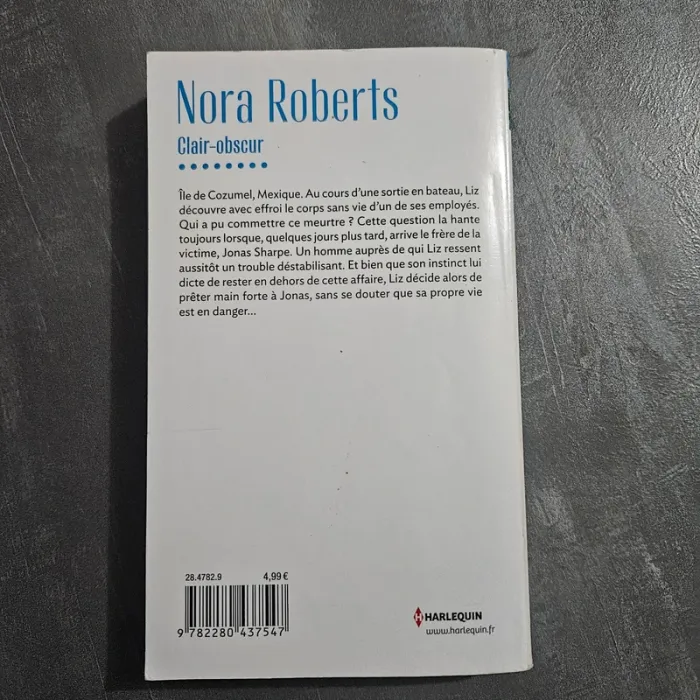 Nora Roberts
Clair-obscur
Île de Cozumel, Mexique. Au cours d'une sortie en bateau, Liz
découvre avec effroi le corps sans vie d'un de ses employés.
Qui a pu commettre ce meurtre ? Cette question la hante
toujours lorsque, quelques jours plus tard, arrive le frère de la
victime, Jonas Sharpe. Un homme auprès de qui Liz ressent
aussitôt un trouble déstabilisant. Et bien que son instinct lui
dicte de rester en dehors de cette affaire, Liz décide alors de
prêter main forte à Jonas, sans se douter que sa propre vie
est en danger...
28.4782.9 4,99 €
9 782280 437547
HARLEQUIN
www.harlequin.fr